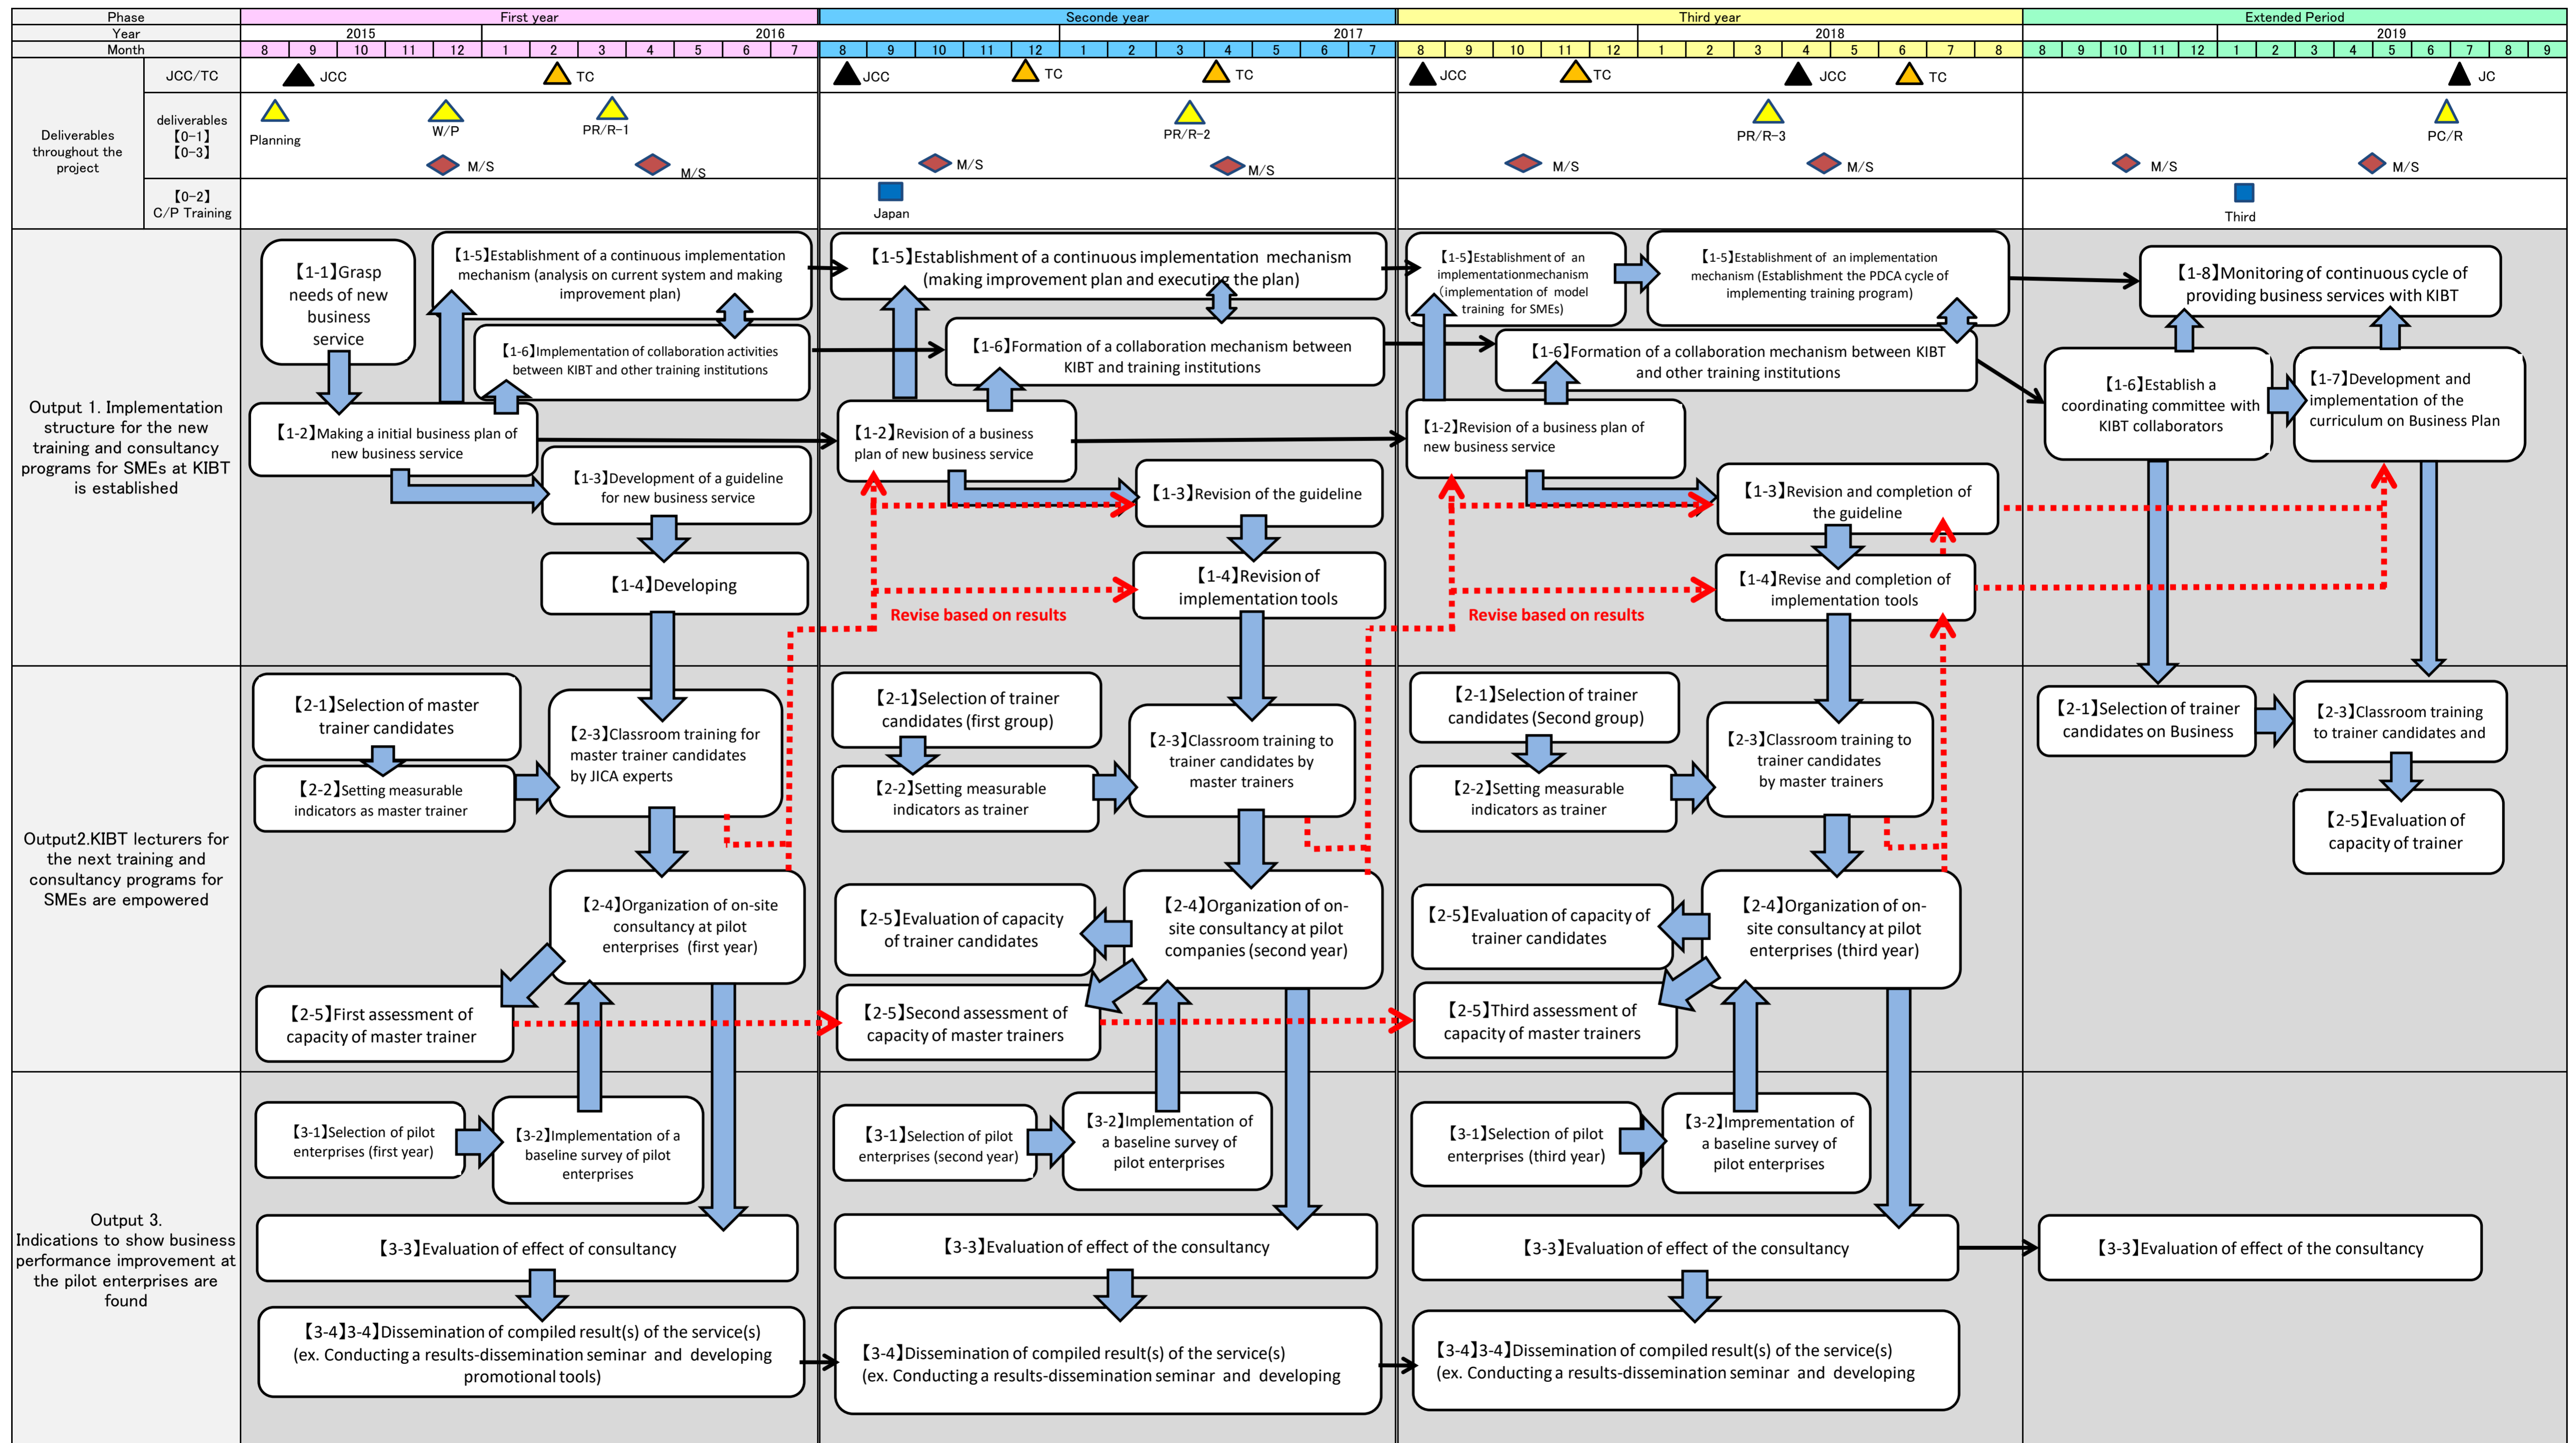 Phase
First year
Seconde year
Third year
Extended Period
Year
2015
2016
2017
2018
2019
Month
8 9 10 11 12 1 2 3 4 5 6 7
8 9 10 11 12 1 2 3 4 5 6 7
8 9 10 11 12 1 2 3 4 5 6 7 8
8 9 10 11 12 1 2 3 4 5 6 7 8 9
Deliverables
throughout the
project
JCC/TC
JCC
TC
JCC
TC
TC
JCC
TC
JCC
TC
JC
deliverables
【0-1】
【0-3】
Planning
W/P
PR/R-1
PR/R-2
PR/R-3
PC/R
M/S
M/S
M/S
M/S
M/S
M/S
M/S
M/S
【0-2】
C/P Training
Japan
Third
Output 1. Implementation
structure for the new
training and consultancy
programs for SMEs at KIBT
is established
【1-1】Grasp
needs of new
business
service
【1-5】Establishment of a continuous implementation
mechanism (analysis on current system and making
improvement plan)
【1-6】Implementation of collaboration activities
between KIBT and other training institutions
【1-2】Making a initial business plan of
new business service
【1-3】Development of a guideline
for new business service
【1-4】Developing
【1-5】Establishment of a continuous implementation mechanism
(making improvement plan and executing the plan)
【1-6】Formation of a collaboration mechanism between
KIBT and training institutions
【1-2】Revision of a business
plan of new business service
【1-3】Revision of the guideline
【1-4】Revision of
implementation tools
Revise based on results
【1-5】Establishment of an
implementationmechanism
(implementation of model
training for SMEs)
【1-5】Establishment of an implementation
mechanism (Establishment the PDCA cycle of
implementing training program)
【1-6】Formation of a collaboration mechanism between KIBT
and other training institutions
【1-2】Revision of a business plan of
new business service
【1-3】Revision and completion of
the guideline
【1-4】Revise and completion of
implementation tools
Revise based on results
【1-8】Monitoring of continuous cycle of
providing business services with KIBT
【1-6】Establish a
coordinating committee with
KIBT collaborators
【1-7】Development and
implementation of the
curriculum on Business Plan
Output2.KIBT lecturers for
the next training and
consultancy programs for
SMEs are empowered
【2-1】Selection of master
trainer candidates
【2-2】Setting measurable
indicators as master trainer
【2-3】Classroom training for
master trainer candidates
by JICA experts
【2-4】Organization of on-site
consultancy at pilot
enterprises (first year)
【2-5】First assessment of
capacity of master trainer
【2-1】Selection of trainer
candidates (first group)
【2-2】Setting measurable
indicators as trainer
【2-3】Classroom training to
trainer candidates by
master trainers
【2-5】Evaluation of capacity
of trainer candidates
【2-4】Organization of on-
site consultancy at pilot
companies (second year)
【2-5】Second assessment of
capacity of master trainers
【2-1】Selection of trainer
candidates (Second group)
【2-2】Setting measurable
indicators as trainer
【2-3】Classroom training to
trainer candidates
by master trainers
【2-5】Evaluation of capacity of
trainer candidates
【2-4】Organization of on-
site consultancy at pilot
enterprises (third year)
【2-5】Third assessment of
capacity of master trainers
【2-1】Selection of trainer
candidates on Business
【2-3】Classroom training
to trainer candidates and
【2-5】Evaluation of
capacity of trainer
Output 3.
Indications to show business
performance improvement at
the pilot enterprises are
found
【3-1】Selection of pilot
enterprises (first year)
【3-2】Implementation of a
baseline survey of pilot
enterprises
【3-3】Evaluation of effect of consultancy
【3-4】3-4】Dissemination of compiled result(s) of the service(s)
(ex. Conducting a results-dissemination seminar and developing
promotional tools)
【3-1】Selection of pilot
enterprises (second year)
【3-2】Implementation of
a baseline survey of
pilot enterprises
【3-3】Evaluation of effect of the consultancy
【3-4】Dissemination of compiled result(s) of the service(s)
(ex. Conducting a results-dissemination seminar and developing
【3-1】Selection of pilot
enterprises (third year)
【3-2】Imprementation of
a baseline survey of
pilot enterprises
【3-3】Evaluation of effect of the consultancy
【3-4】3-4】Dissemination of compiled result(s) of the service(s)
(ex. Conducting a results-dissemination seminar and developing
【3-3】Evaluation of effect of the consultancy